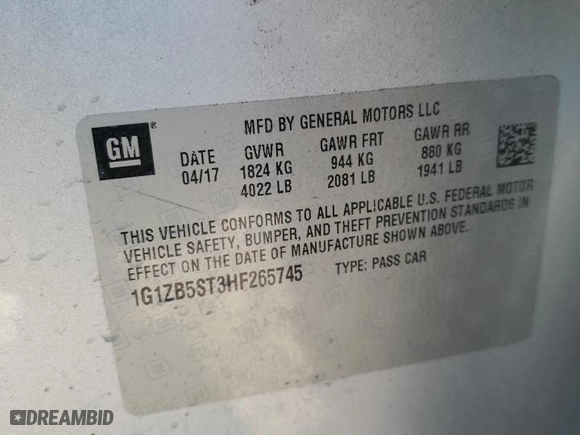 GM
®
MFD BY GENERAL MOTORS LLC
DATE GVWR GAWR FRT GAWR RR
04/17 1824 KG 944 KG 880 KG
4022 LB 2081 LB 1941 LB
THIS VEHICLE CONFORMS TO ALL APPLICABLE U.S. FEDERAL MOTOR
VEHICLE SAFETY, BUMPER, AND THEFT PREVENTION STANDARDS IN
EFFECT ON THE DATE OF MANUFACTURE SHOWN ABOVE.
1G1ZB5ST3HF265745 TYPE: PASS CAR
DREAMBID